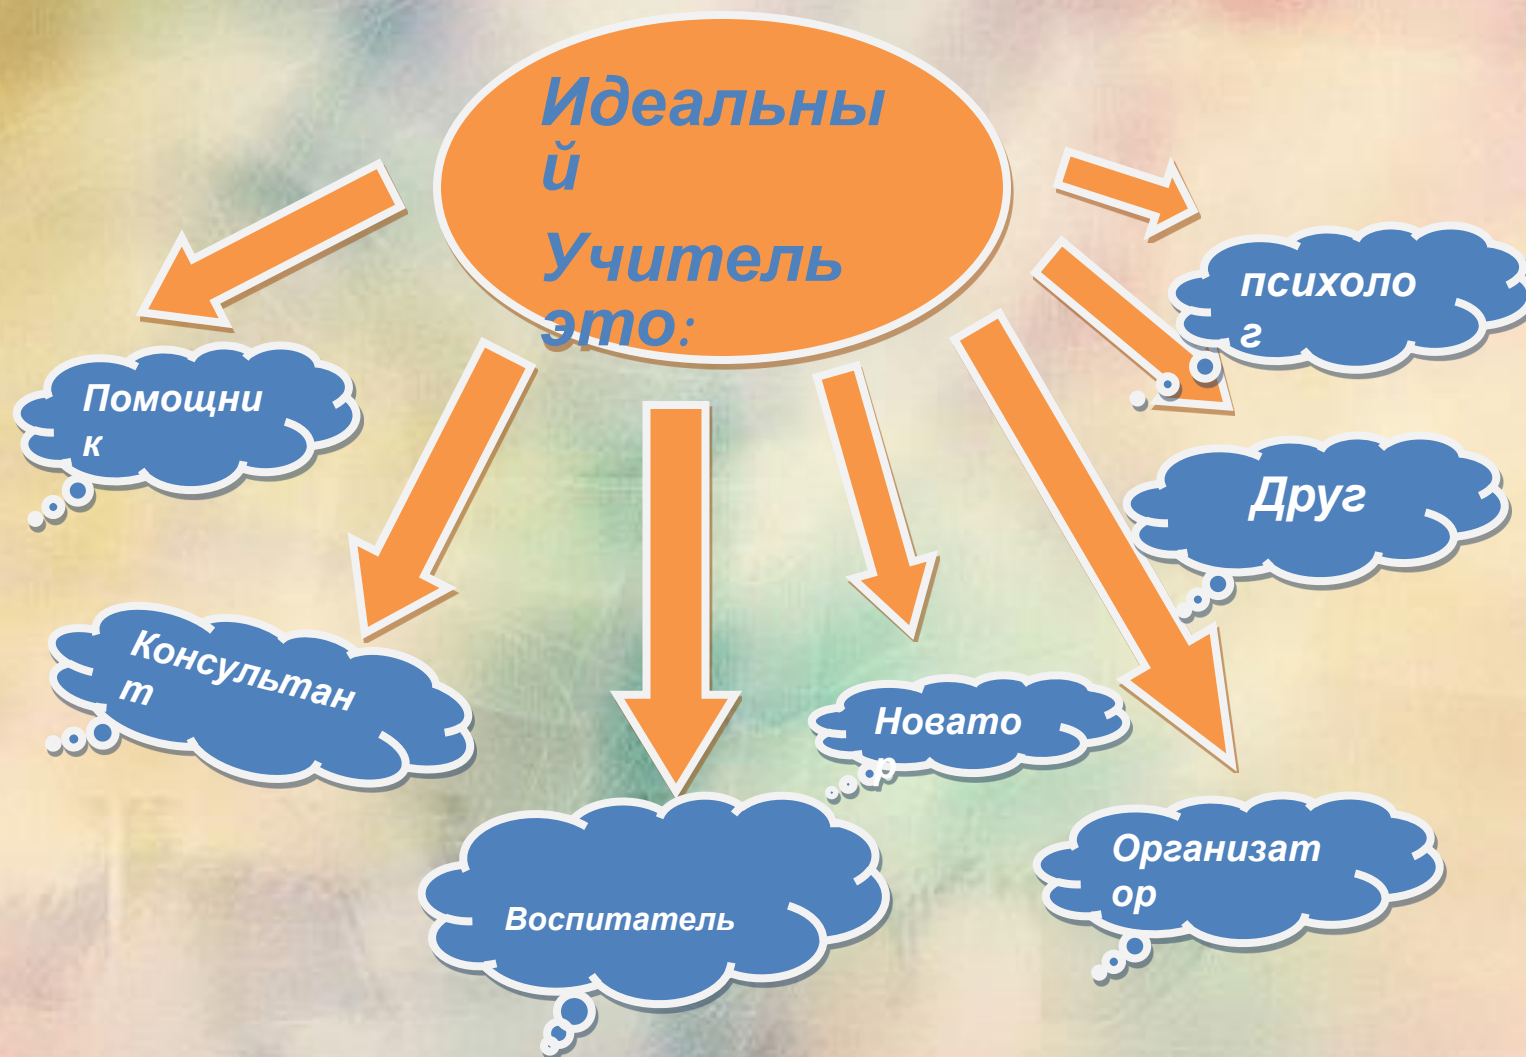 Идеальны
й
Учитель
это:
психоло
г
Помощни
к
Друг
Консультан
т
Новато
р
Организат
ор
Воспитатель